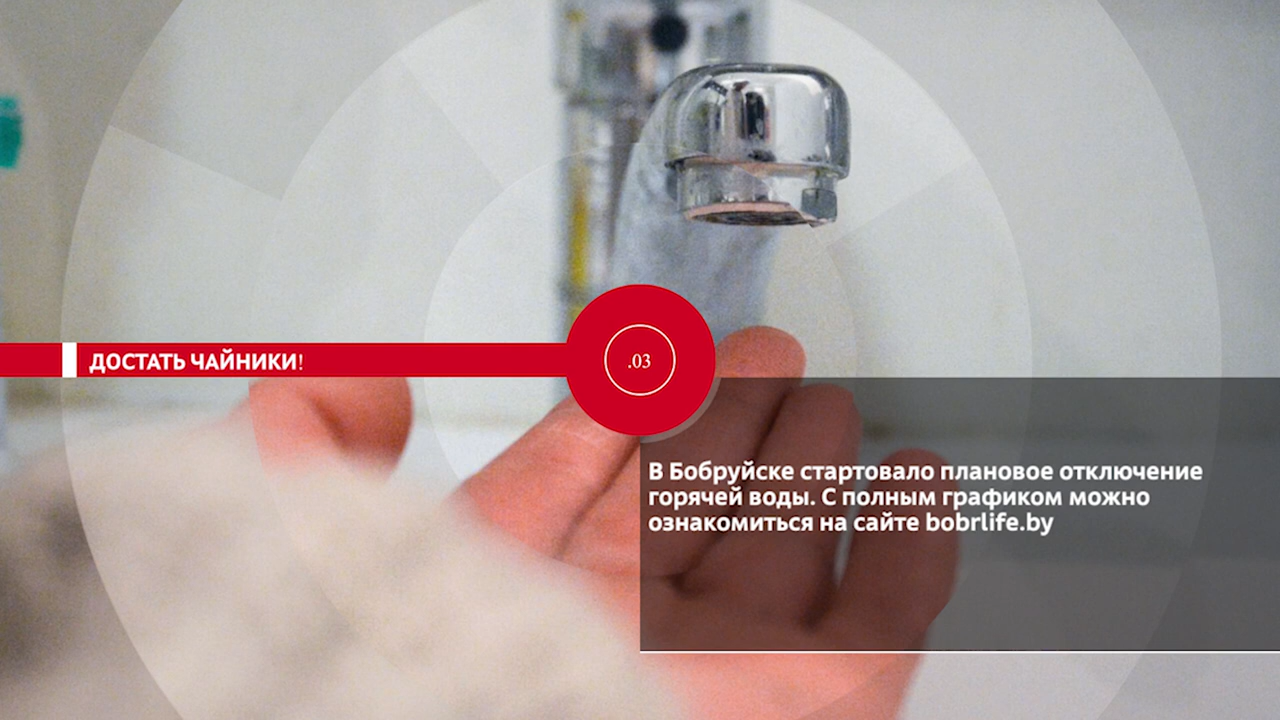 ДОСТАТЬ ЧАЙНИКИ!
.03
В Бобруйске стартовало плановое отключение
горячей воды. С полным графиком можно
ознакомиться на сайте bobrlife.by